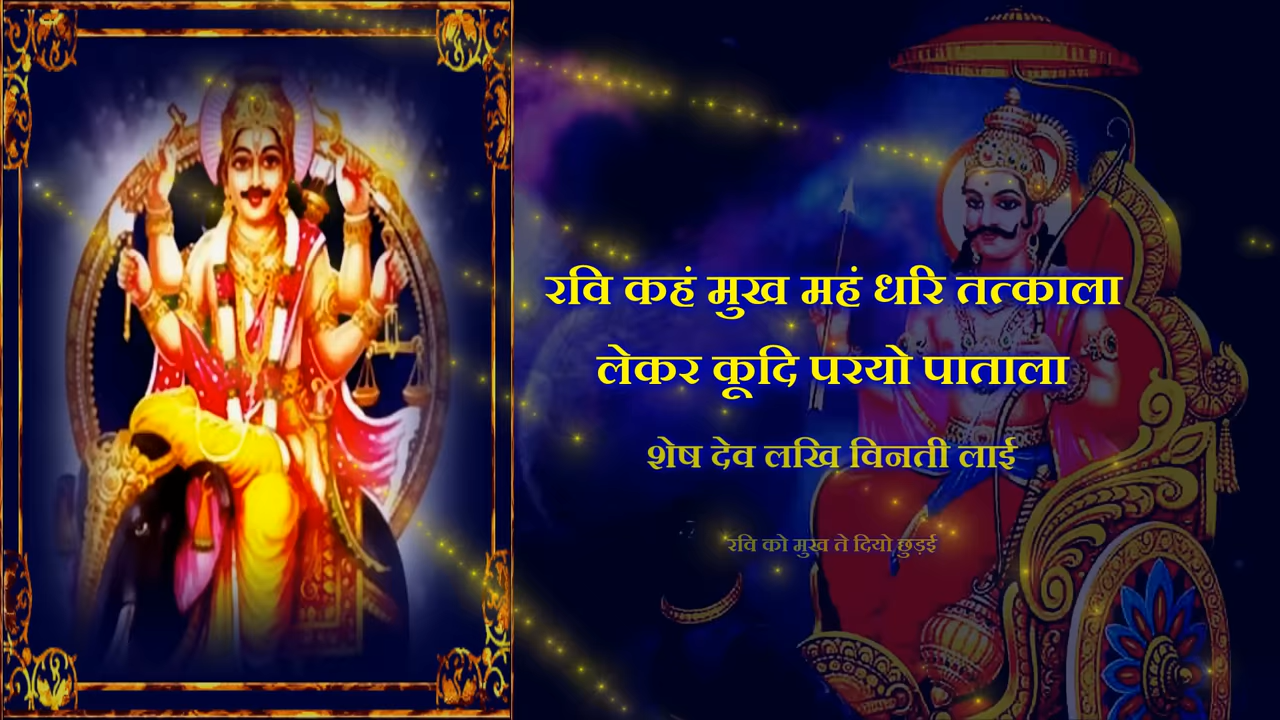 रवि कहं मुख महं धरि तत्काला
लेकर कूदि परयो पाताला
शेष देव लखि विनती लाई
रवि को मुख ते दियो छुड़ई